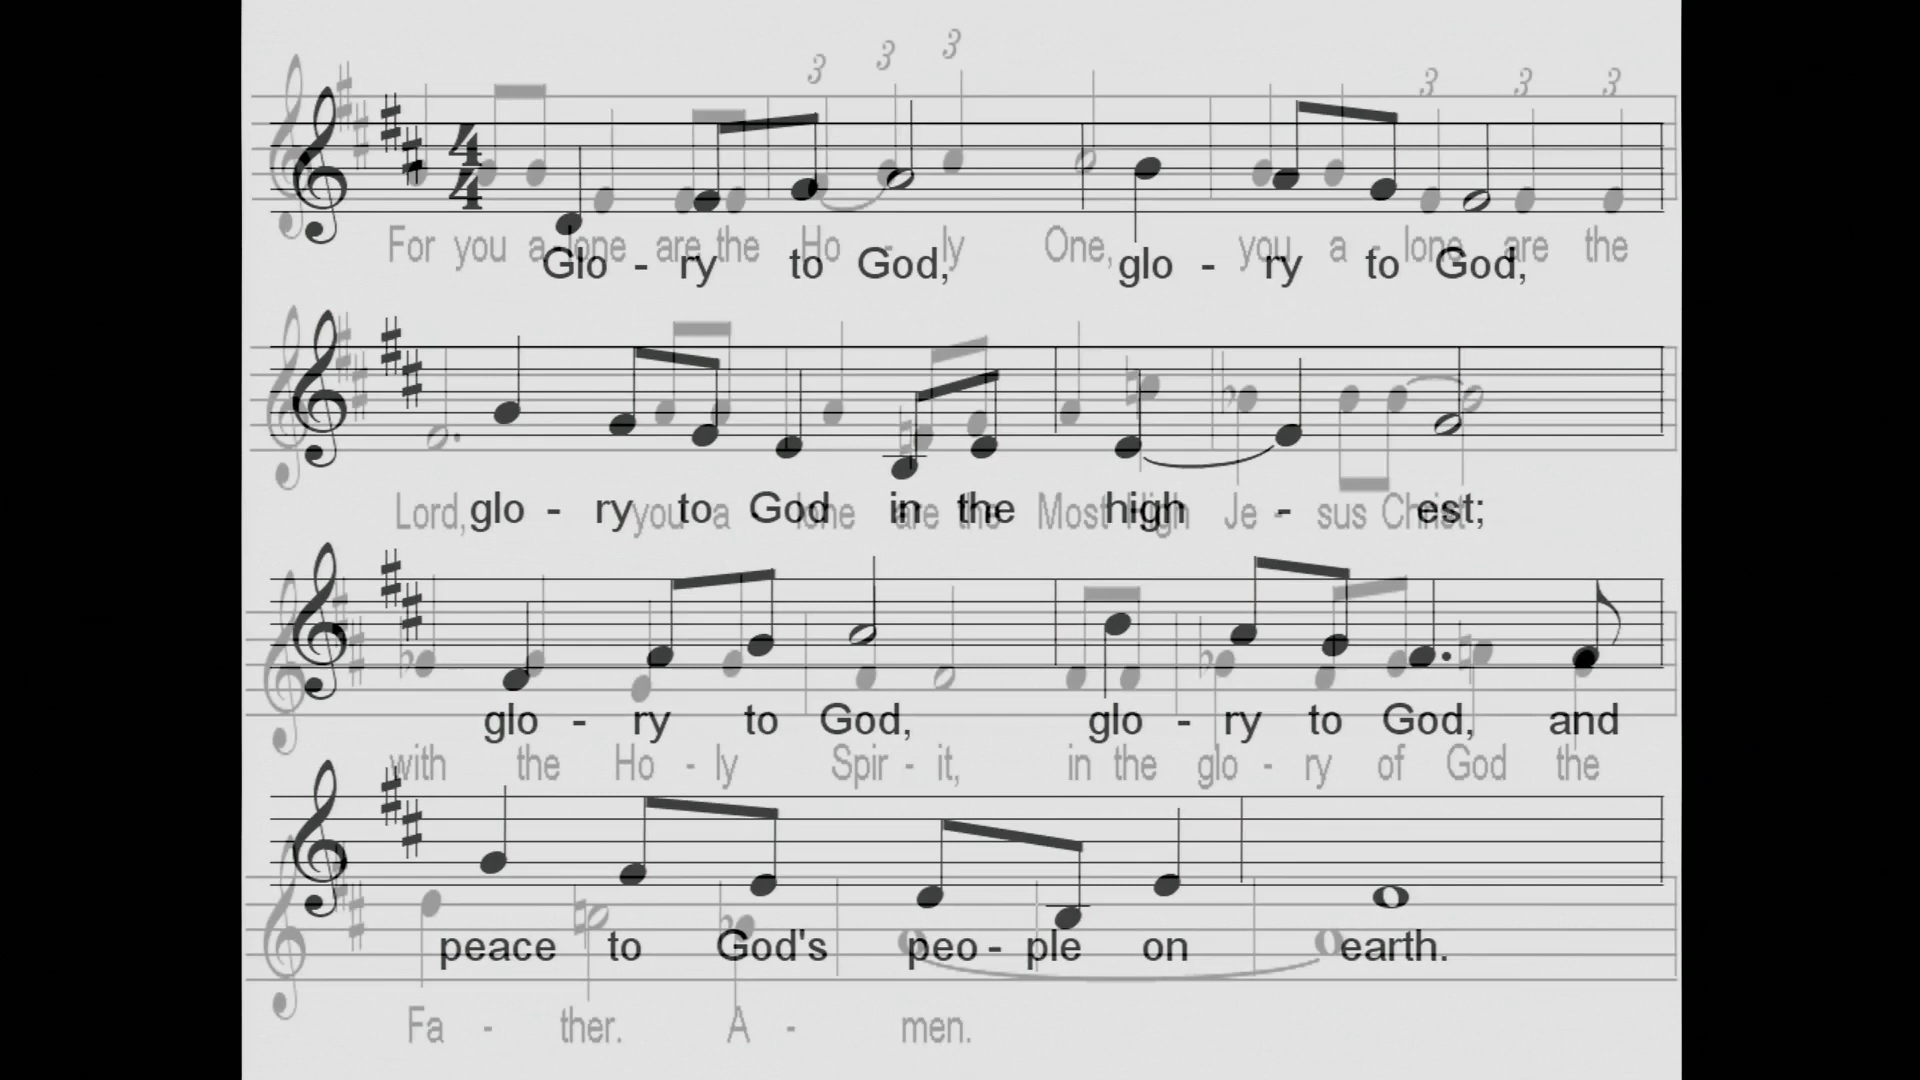 3 3 3 3 3 3
4
4
For you a - lone are the Ho - ly One, you a - lone are the
Glo - ry to God, glo - ry to God,
Lord, you a - lone are the Most High Je - sus Christ
glo - ry to God in the high - est;
glo - ry to God, glo - ry to God, and
with the Ho - ly Spir - it, in the glo - ry of God the
peace to God's peo - ple on earth.
Fa - ther. A - men.